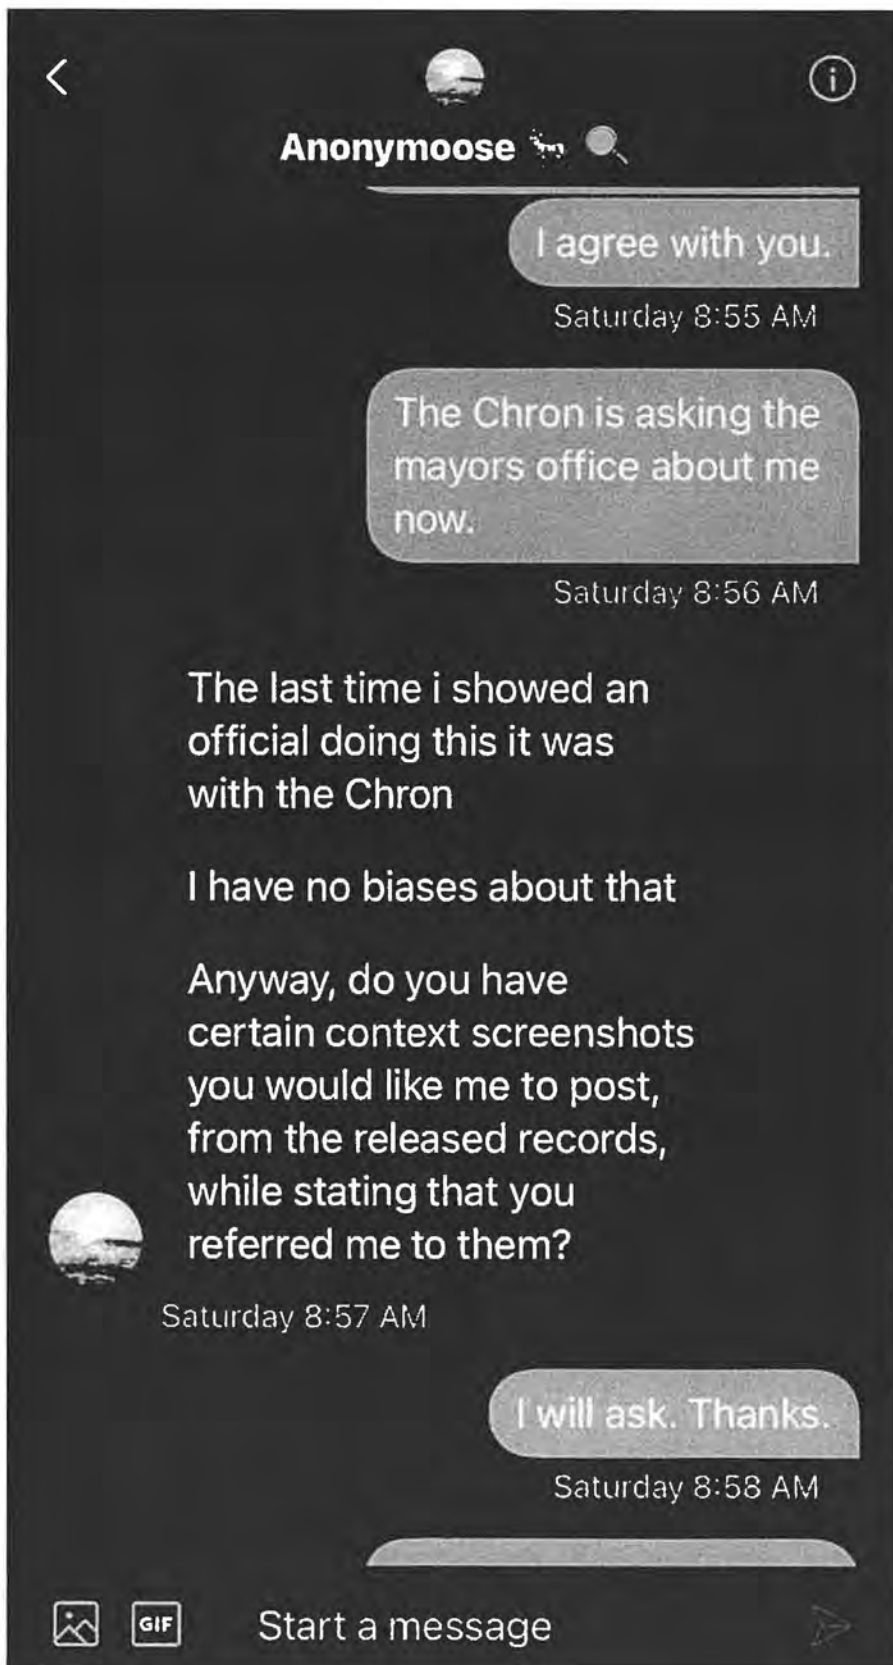 Anonymoose
I agree with you.
Saturday 8:55 AM
The Chron is asking the
mayors office about me
now.
Saturday 8:56 AM
The last time i showed an
official doing this it was
with the Chron
I have no biases about that
Anyway, do you have
certain context screenshots
you would like me to post,
from the released records,
while stating that you
referred me to them?
Saturday 8:57 AM
I will ask. Thanks.
Saturday 8:58 AM
GIF Start a message